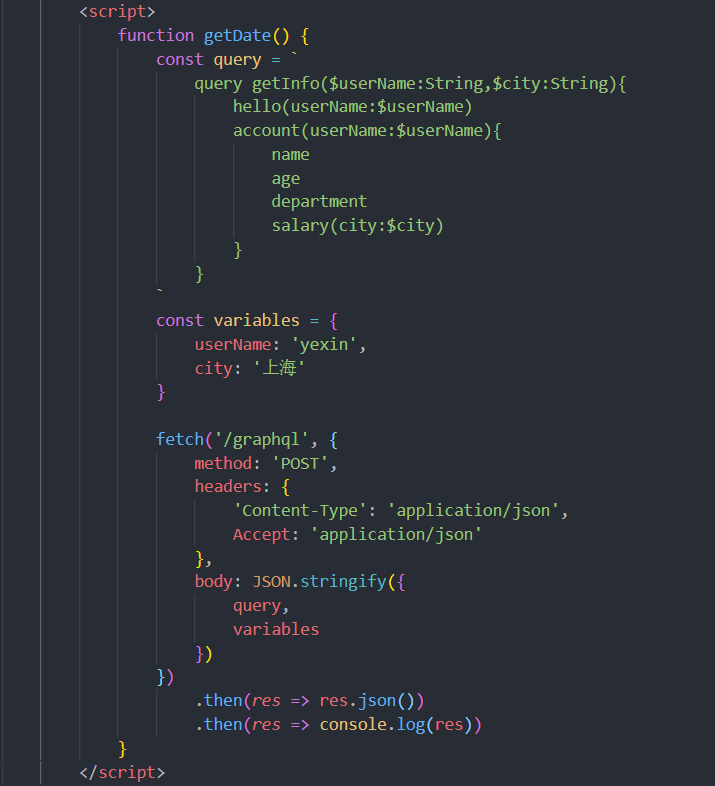 <script>
function getDate() {
const query = `
query getInfo($userName:String,$city:String){
hello(userName:$userName)
account(userName:$userName){
name
age
department
salary(city:$city)
}
}
`
const variables = {
userName: 'yexin',
city: '上海'
}
fetch('/graphql', {
method: 'POST',
headers: {
'Content-Type': 'application/json',
Accept: 'application/json'
},
body: JSON.stringify({
query,
variables
})
})
.then(res => res.json())
.then(res => console.log(res))
}
</script>